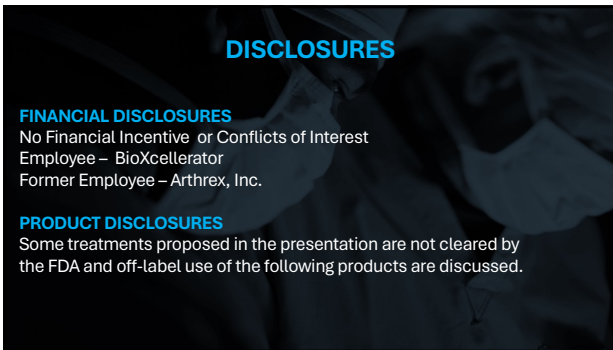 DISCLOSURES
FINANCIAL DISCLOSURES
No Financial Incentive or Conflicts of Interest
Employee – BioXcellerator
Former Employee – Arthrex, Inc.
PRODUCT DISCLOSURES
Some treatments proposed in the presentation are not cleared by
the FDA and off-label use of the following products are discussed.